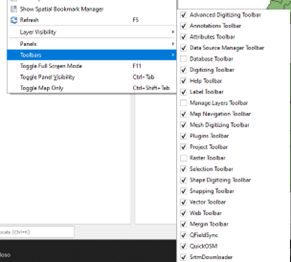 Show Spatial Bookmark Manager
Refresh F5
Layer Visibility
Panels
Toolbars
Toggle Full Screen Mode F11
Toggle Panel Visibility Ctrl+Tab
Toggle Map Only Ctrl+Shift+Tab
Advanced Digitizing Toolbar
Annotations Toolbar
Attributes Toolbar
Data Source Manager Toolbar
Database Toolbar
Digitizing Toolbar
Help Toolbar
Label Toolbar
Manage Layers Toolbar
Map Navigation Toolbar
Mesh Digitizing Toolbar
Plugins Toolbar
Project Toolbar
Raster Toolbar
Selection Toolbar
Shape Digitizing Toolbar
Snapping Toolbar
Vector Toolbar
Web Toolbar
Mergin Toolbar
QFieldSync
QuickOSM
SrtmDownloader
ocate (Ctrl+K)
loso